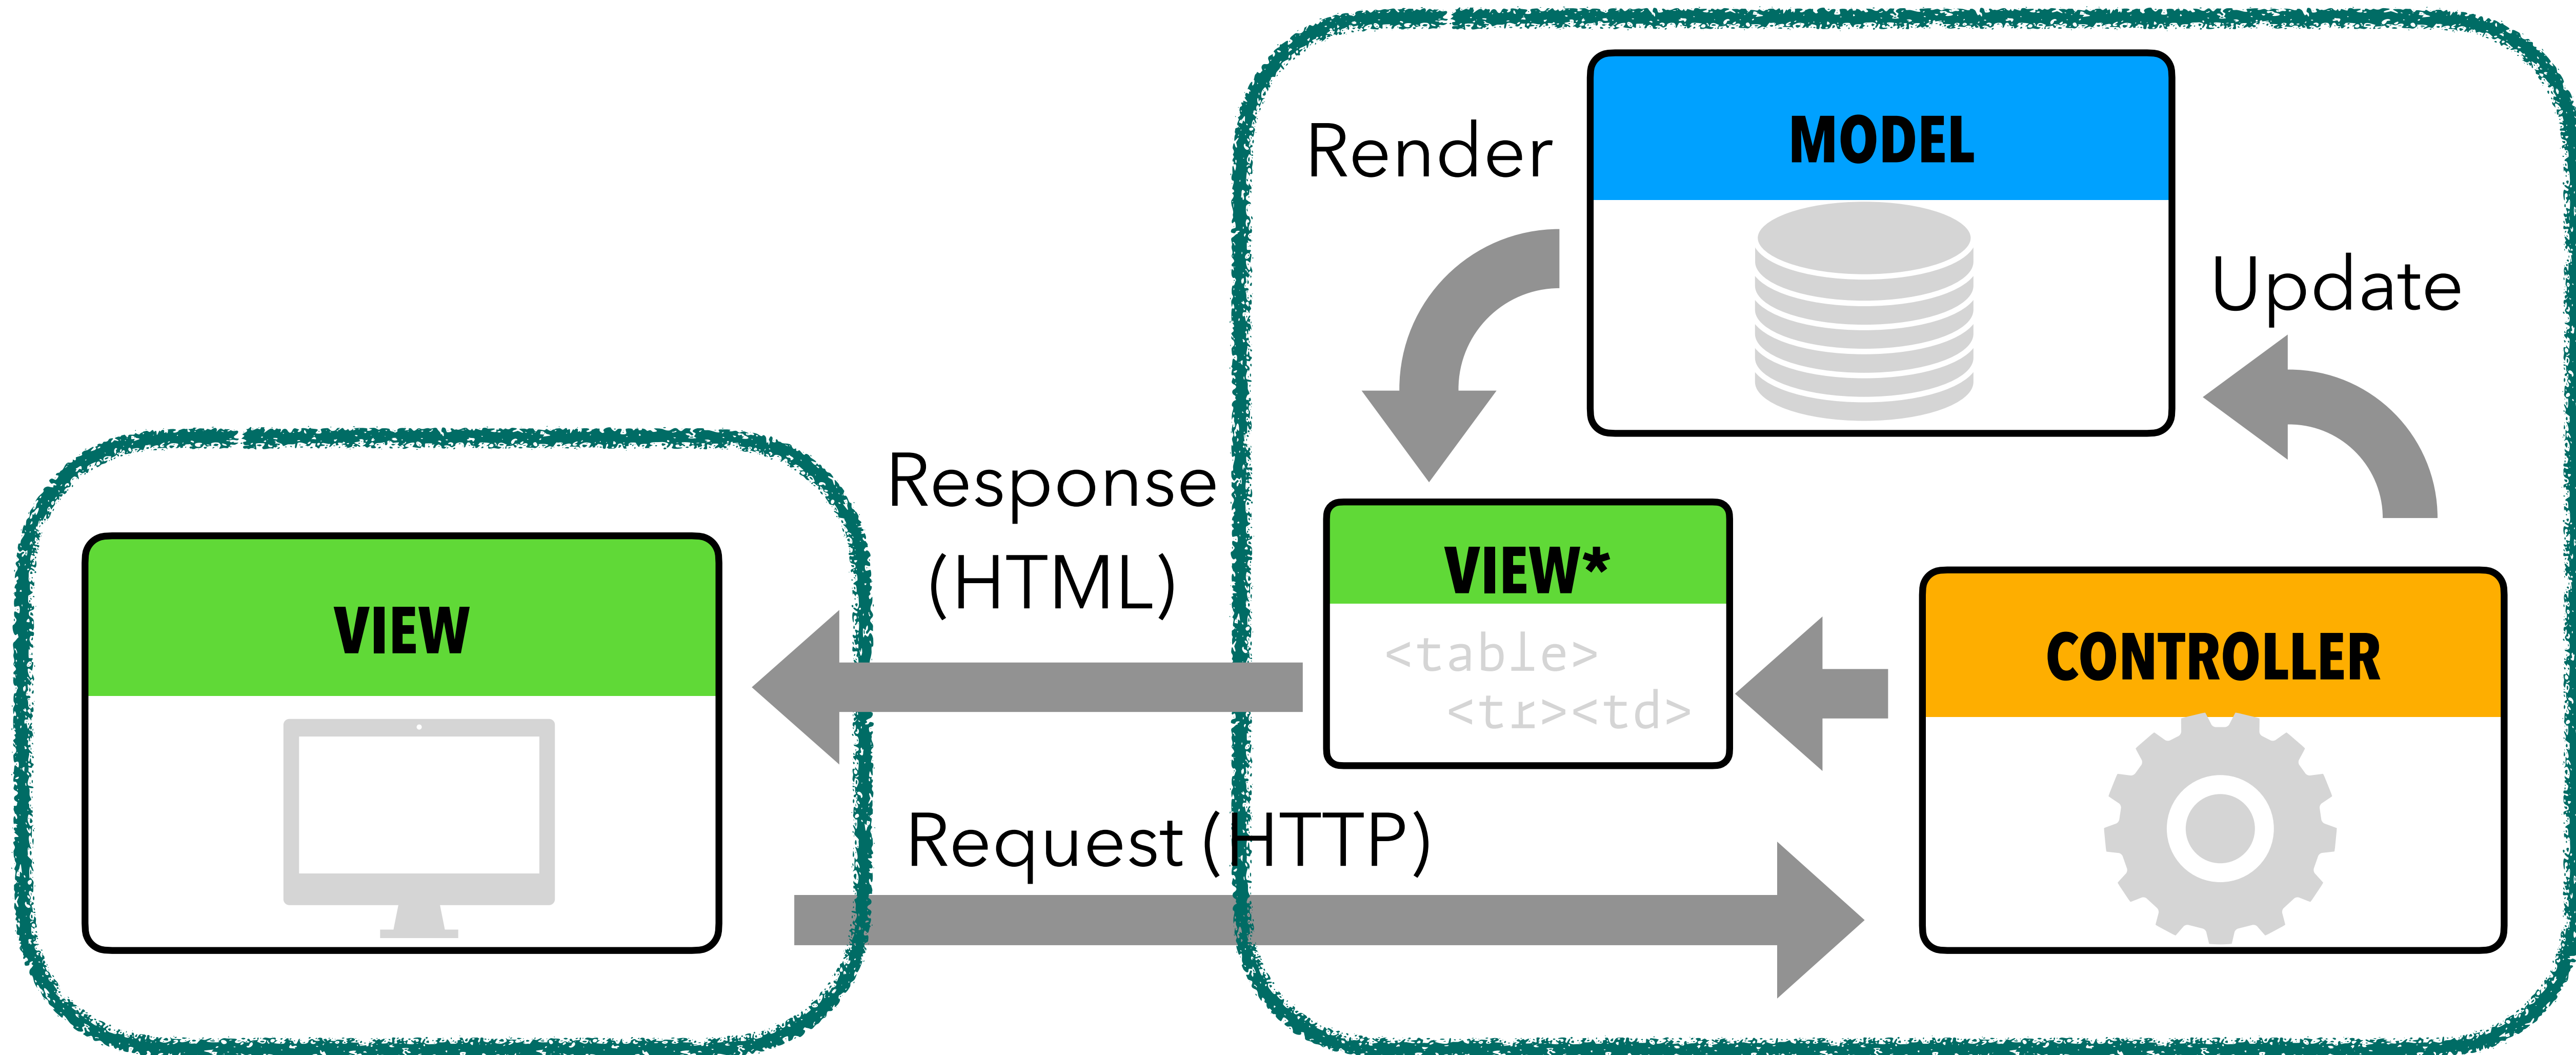 MODEL
Render
Update
Response
(HTML)
VIEW*
<table>
<tr><td>
VIEW
CONTROLLER
Request (HTTP)